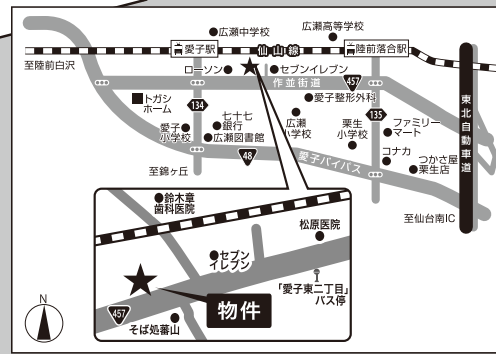 広瀬中学校
広瀬高等学校
愛子駅
仙山線
陸前落合駅
至陸前白沢
ローソン
セブンイレブン
457
作並街道
トガシ
ホーム
134
愛子整形外科
七十七
銀行
広瀬
小学校
栗生
小学校
135
ファミリー
マート
愛子
小学校
広瀬図書館
コナカ
48
愛子バイパス
つかさ屋
栗生店
東北自動車道
至錦ヶ丘
至仙台南IC
鈴木章
歯科医院
松原医院
セブン
イレブン
「愛子東二丁目」
バス停
物件
457
そば処蕃山
N